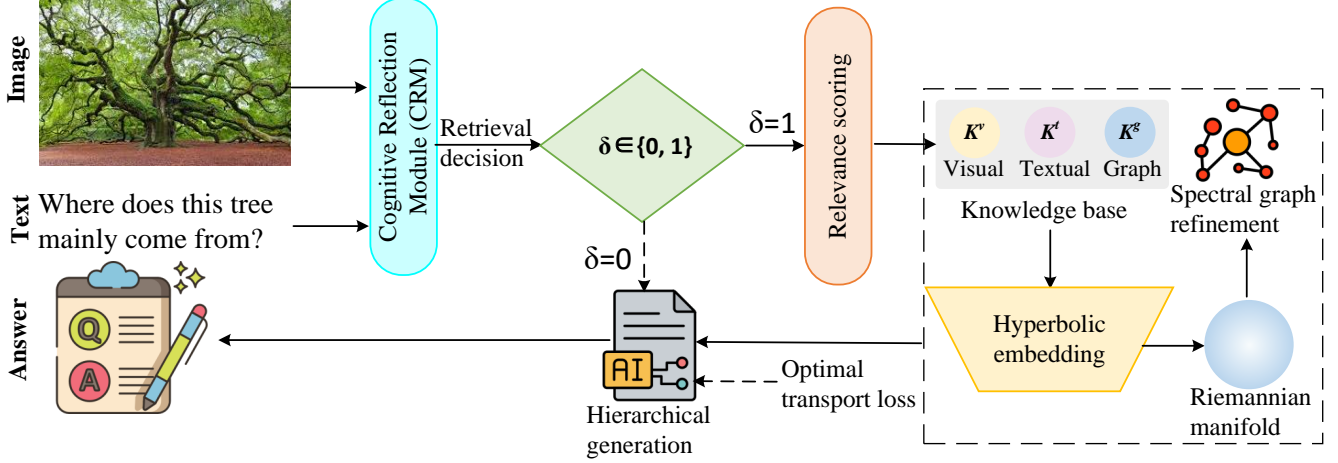 Image
Text
Answer
Where does this tree
mainly come from?
Q
A
Cognitive Reflection
Module (CRM)
Retrieval
decision
δ∈{0, 1}
δ=1
δ=0
Relevance scoring
K^v
Visual
K^t
Textual
K^g
Graph
Knowledge base
Spectral graph
refinement
Hyperbolic
embedding
Riemannian
manifold
AI
Hierarchical
generation
Optimal
transport loss